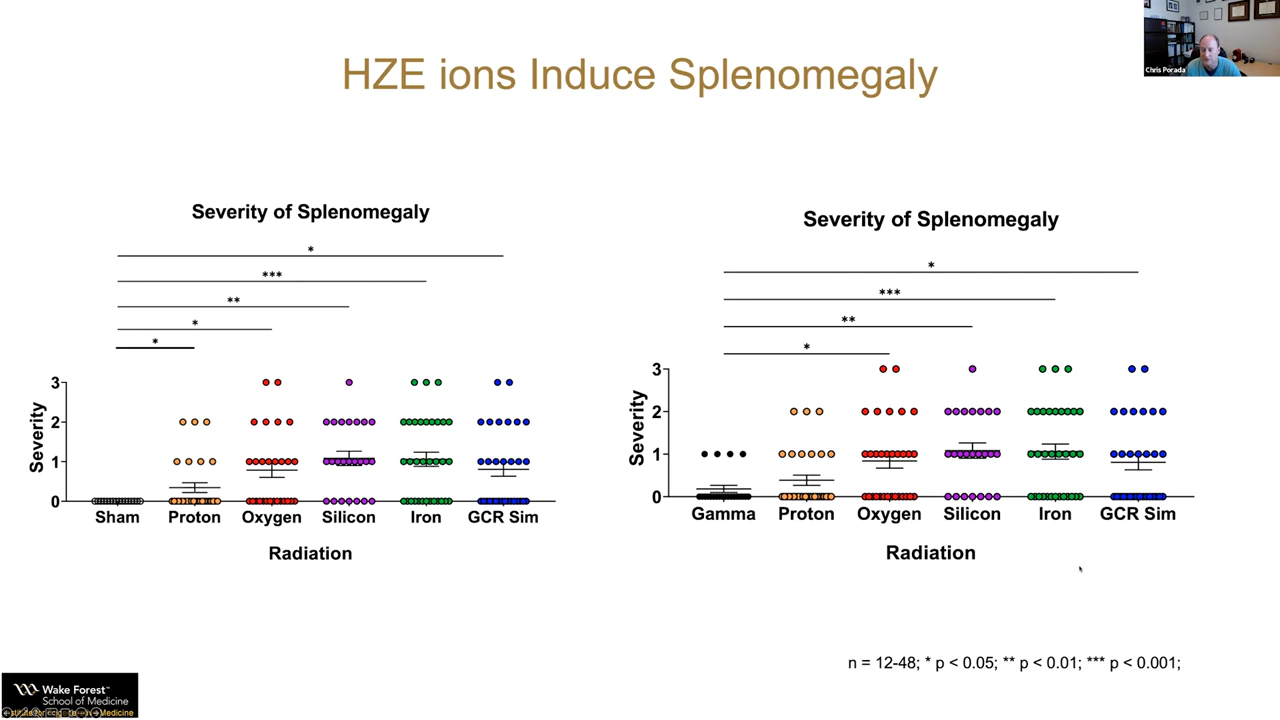 Chris Porada
HZE ions Induce Splenomegaly
Severity of Splenomegaly
*
***
**
*
*
Severity
3
2
1
0
Sham Proton Oxygen Silicon Iron GCR Sim
Radiation
Severity of Splenomegaly
*
***
**
*
Severity
3
2
1
0
Gamma Proton Oxygen Silicon Iron GCR Sim
Radiation
n = 12-48; * p < 0.05; ** p < 0.01; *** p < 0.001;
Wake Forest™
School of Medicine
Medicine